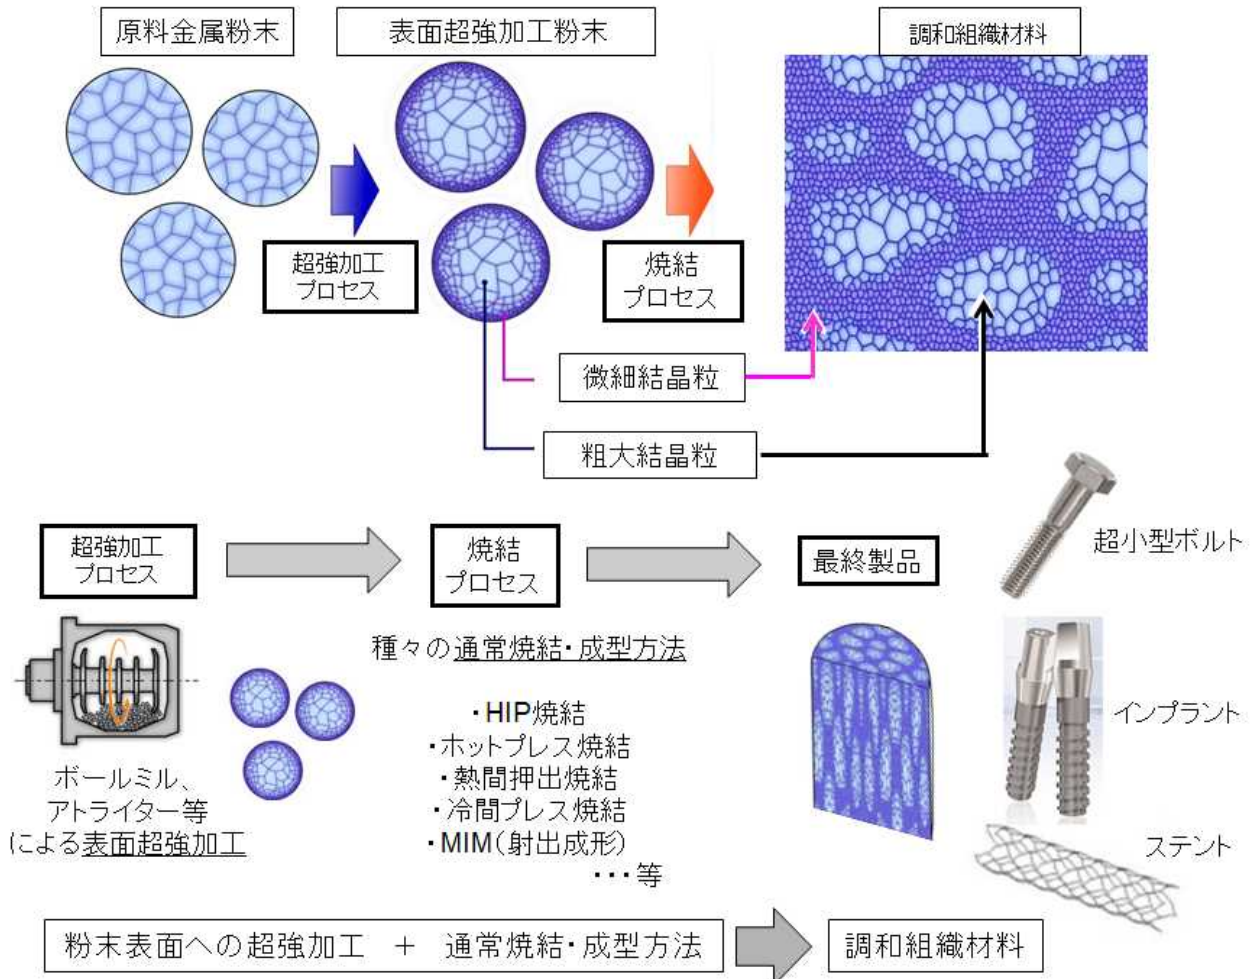 原料金属粉末
表面超強加工粉末
調和組織材料
超強加工
プロセス
焼結
プロセス
微細結晶粒
粗大結晶粒
超強加工
プロセス
焼結
プロセス
最終製品
超小型ボルト
種々の通常焼結・成型方法
・HIP焼結
・ホットプレス焼結
・熱間押出焼結
・冷間プレス焼結
・MIM(射出成形)
・・・等
ボールミル、
アトライター等
による表面超強加工
インプラント
ステント
粉末表面への超強加工 + 通常焼結・成型方法
調和組織材料